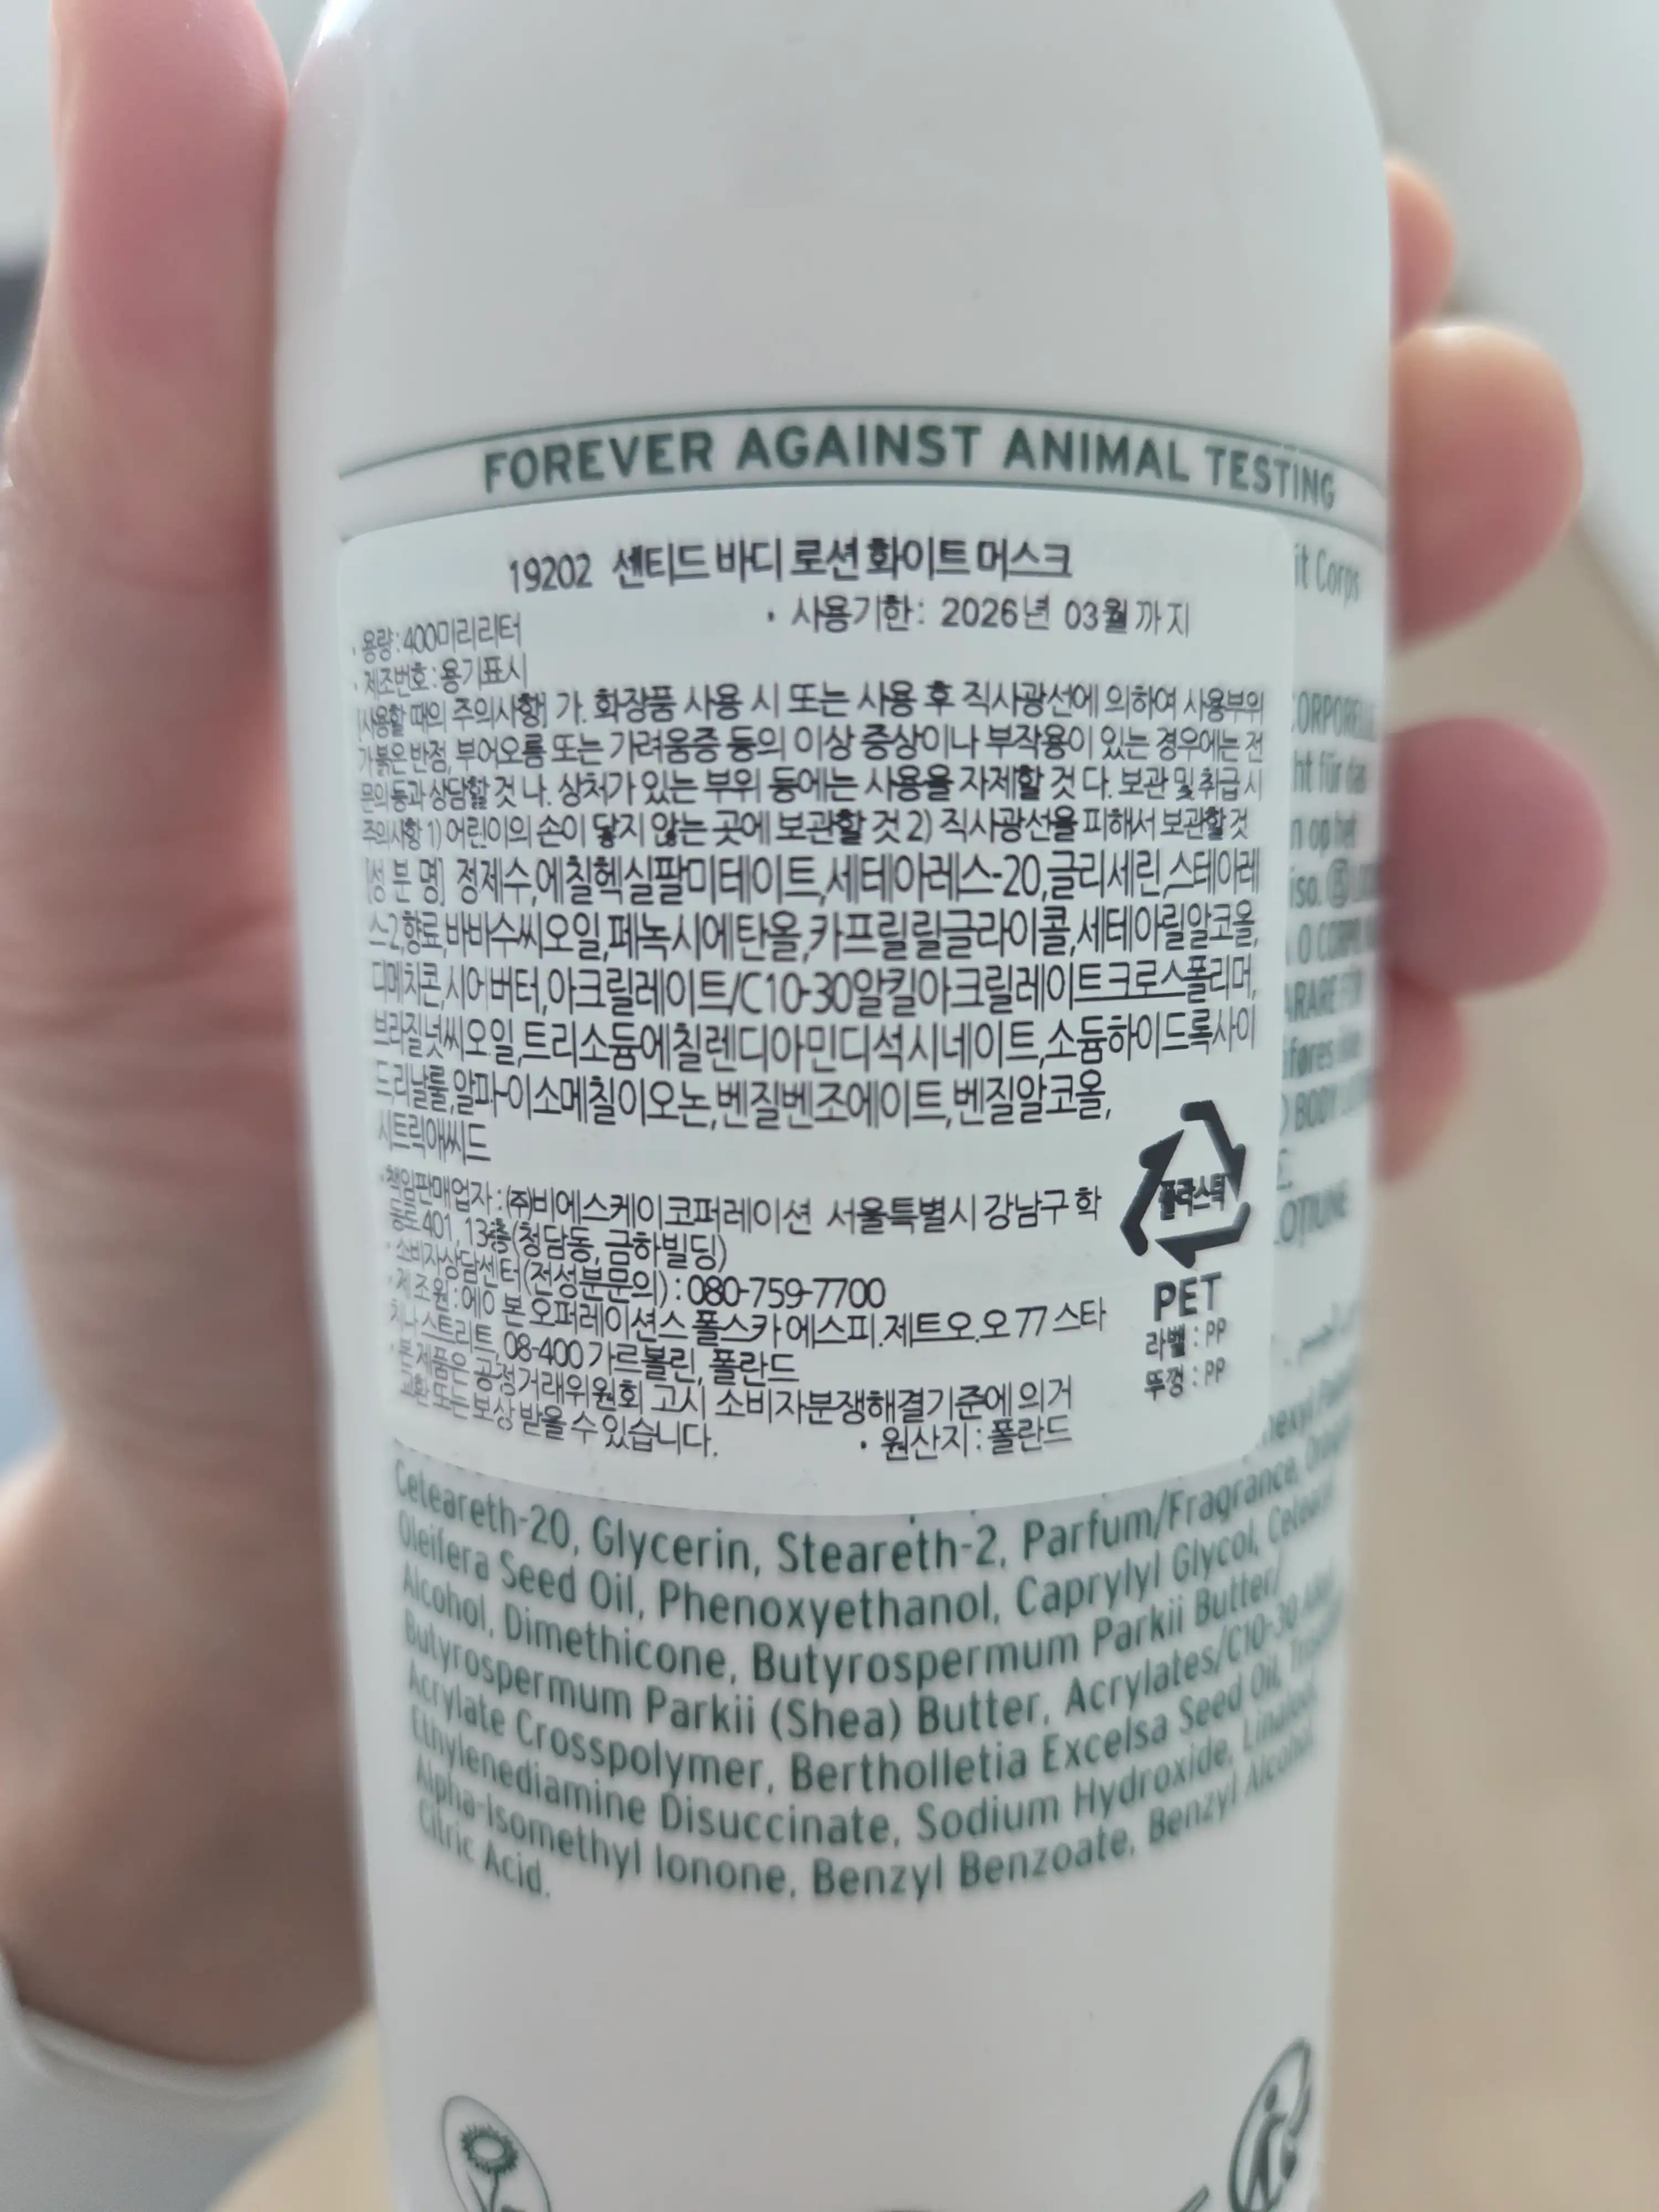 FOREVER AGAINST ANIMAL TESTING
19202 센티드 바디 로션 화이트 머스크
· 용량 : 400미리리터
· 사용기한 : 2026년 03월 까지
· 제조번호 : 용기표시
[사용할 때의 주의사항] 가. 화장품 사용 시 또는 사용 후 직사광선에 의하여 사용부위
가 붉은 반점, 부어오름 또는 가려움증 등의 이상 증상이나 부작용이 있는 경우에는 전
문의 등과 상담할 것 나. 상처가 있는 부위 등에는 사용을 자제할 것 다. 보관 및 취급 시
주의사항 1) 어린이의 손이 닿지 않는 곳에 보관할 것 2) 직사광선을 피해서 보관할 것
[성 분 명] 정제수,에칠헥실팔미테이트,세테아레스-20,글리세린,스테아레
스-2,향료,바바수씨오일,페녹시에탄올,카프릴릴글라이콜,세테아릴알코올,
디메치콘,시어버터,아크릴레이트/C10-30알킬아크릴레이트크로스폴리머,
브라질넛씨오일,트리소듐에칠렌디아민디석시네이트,소듐하이드록사이
드리날룰,알파-이소메칠이오논,벤질벤조에이트,벤질알코올,
시트릭애씨드
· 책임판매업자 : (주)비에스케이코퍼레이션 서울특별시 강남구 학
동로 401, 13층(청담동, 금하빌딩)
· 소비자상담센터(전성분문의) : 080-759-7700
· 제 조 원 : 에이 본 오퍼레이션스 폴스카 에스피.제트오.오 77 스타
치나 스트리트, 08-400 가르볼린, 폴란드
· 본 제품은 공정거래위원회 고시 소비자분쟁해결기준에 의거
교환 또는 보상 받을 수 있습니다.
· 원산지 : 폴란드
플라스틱
PET
라벨 : PP
뚜껑 : PP
it Corps
ht für das
n op het
iso.
BODY
Ceteareth-20, Glycerin, Steareth-2, Parfum/Fragrance,
Oleifera Seed Oil, Phenoxyethanol, Caprylyl Glycol,
Alcohol, Dimethicone, Butyrospermum Parkii Butter/
Butyrospermum Parkii (Shea) Butter, Acrylates/C10-30
Acrylate Crosspolymer, Bertholletia Excelsa Seed Oil,
Ethylenediamine Disuccinate, Sodium Hydroxide, Linalool,
Alpha-Isomethyl Ionone, Benzyl Benzoate, Benzyl Alcohol,
Citric Acid.